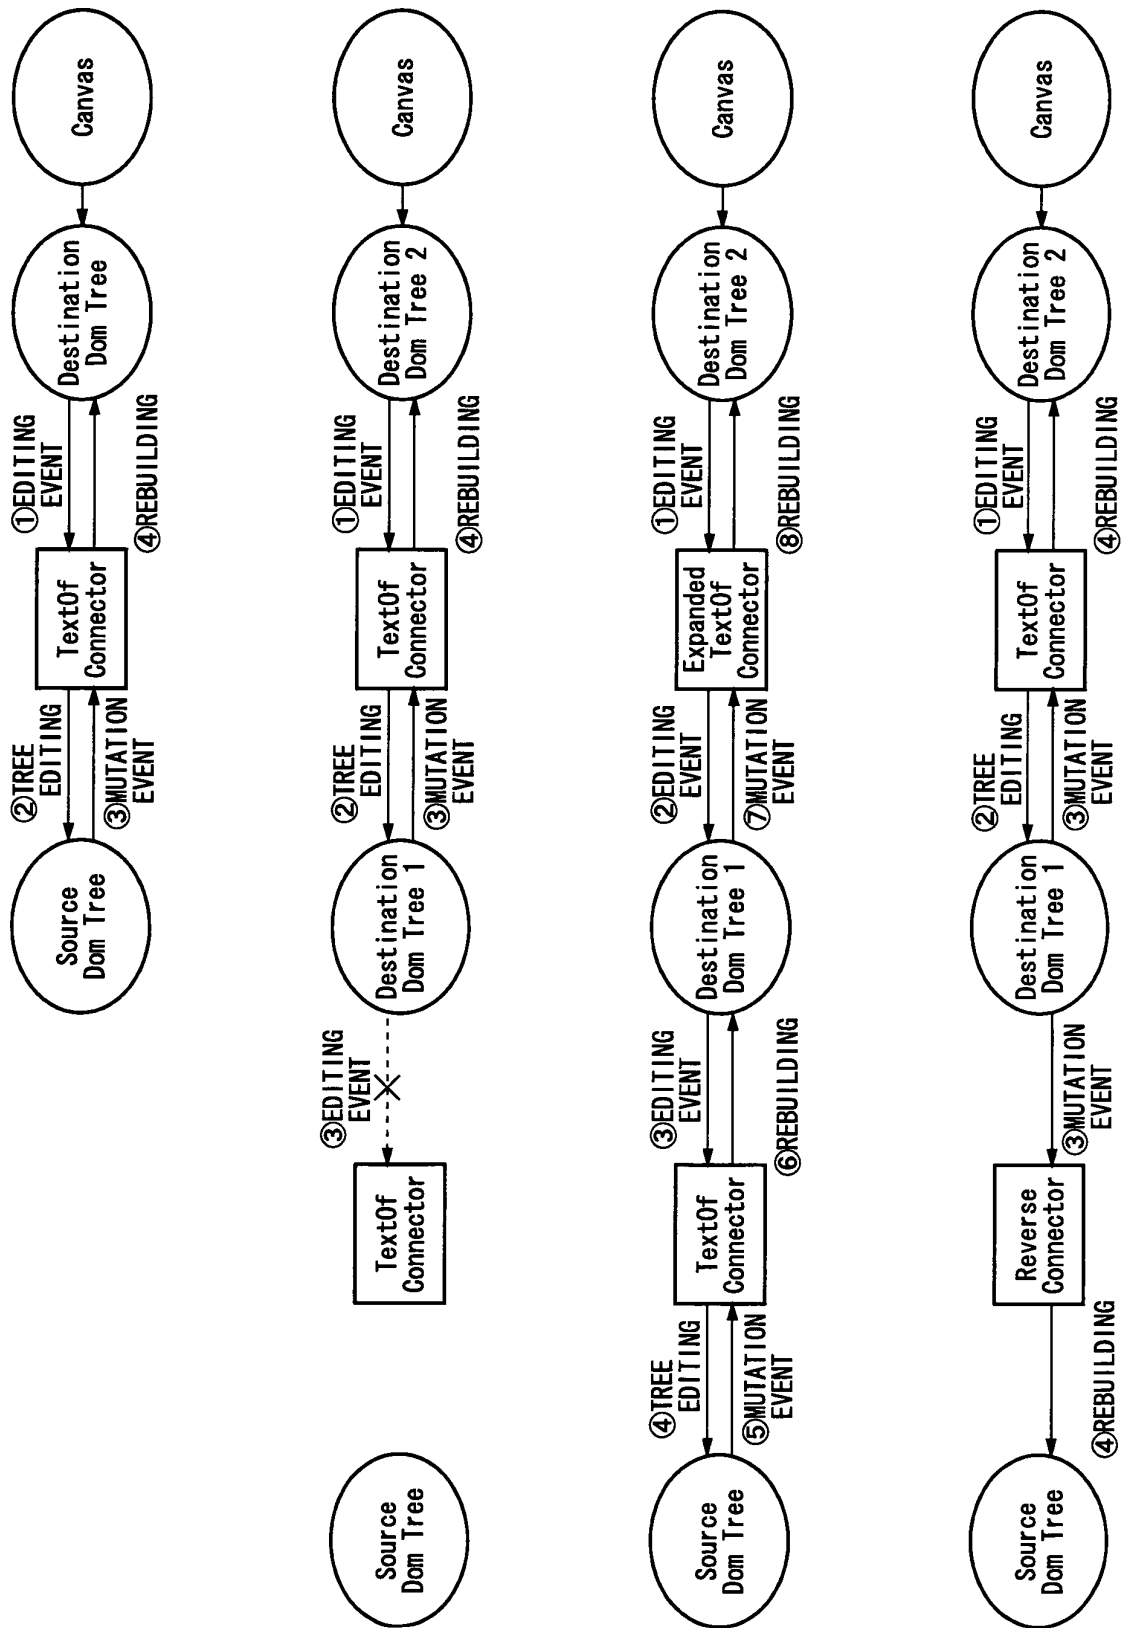 Source
Dom Tree
②TREE
EDITING
③MUTATION
EVENT
TextOf
Connector
①EDITING
EVENT
④REBUILDING
Destination
Dom Tree
Canvas
Source
Dom Tree
TextOf
Connector
③EDITING
EVENT
Destination
Dom Tree 1
②TREE
EDITING
③MUTATION
EVENT
TextOf
Connector
①EDITING
EVENT
④REBUILDING
Destination
Dom Tree 2
Canvas
Source
Dom Tree
④TREE
EDITING
⑤MUTATION
EVENT
TextOf
Connector
③EDITING
EVENT
⑥REBUILDING
Destination
Dom Tree 1
②EDITING
EVENT
⑦MUTATION
EVENT
Expanded
TextOf
Connector
①EDITING
EVENT
⑧REBUILDING
Destination
Dom Tree 2
Canvas
Source
Dom Tree
④REBUILDING
Reverse
Connector
③MUTATION
EVENT
Destination
Dom Tree 1
②TREE
EDITING
③MUTATION
EVENT
TextOf
Connector
①EDITING
EVENT
④REBUILDING
Destination
Dom Tree 2
Canvas